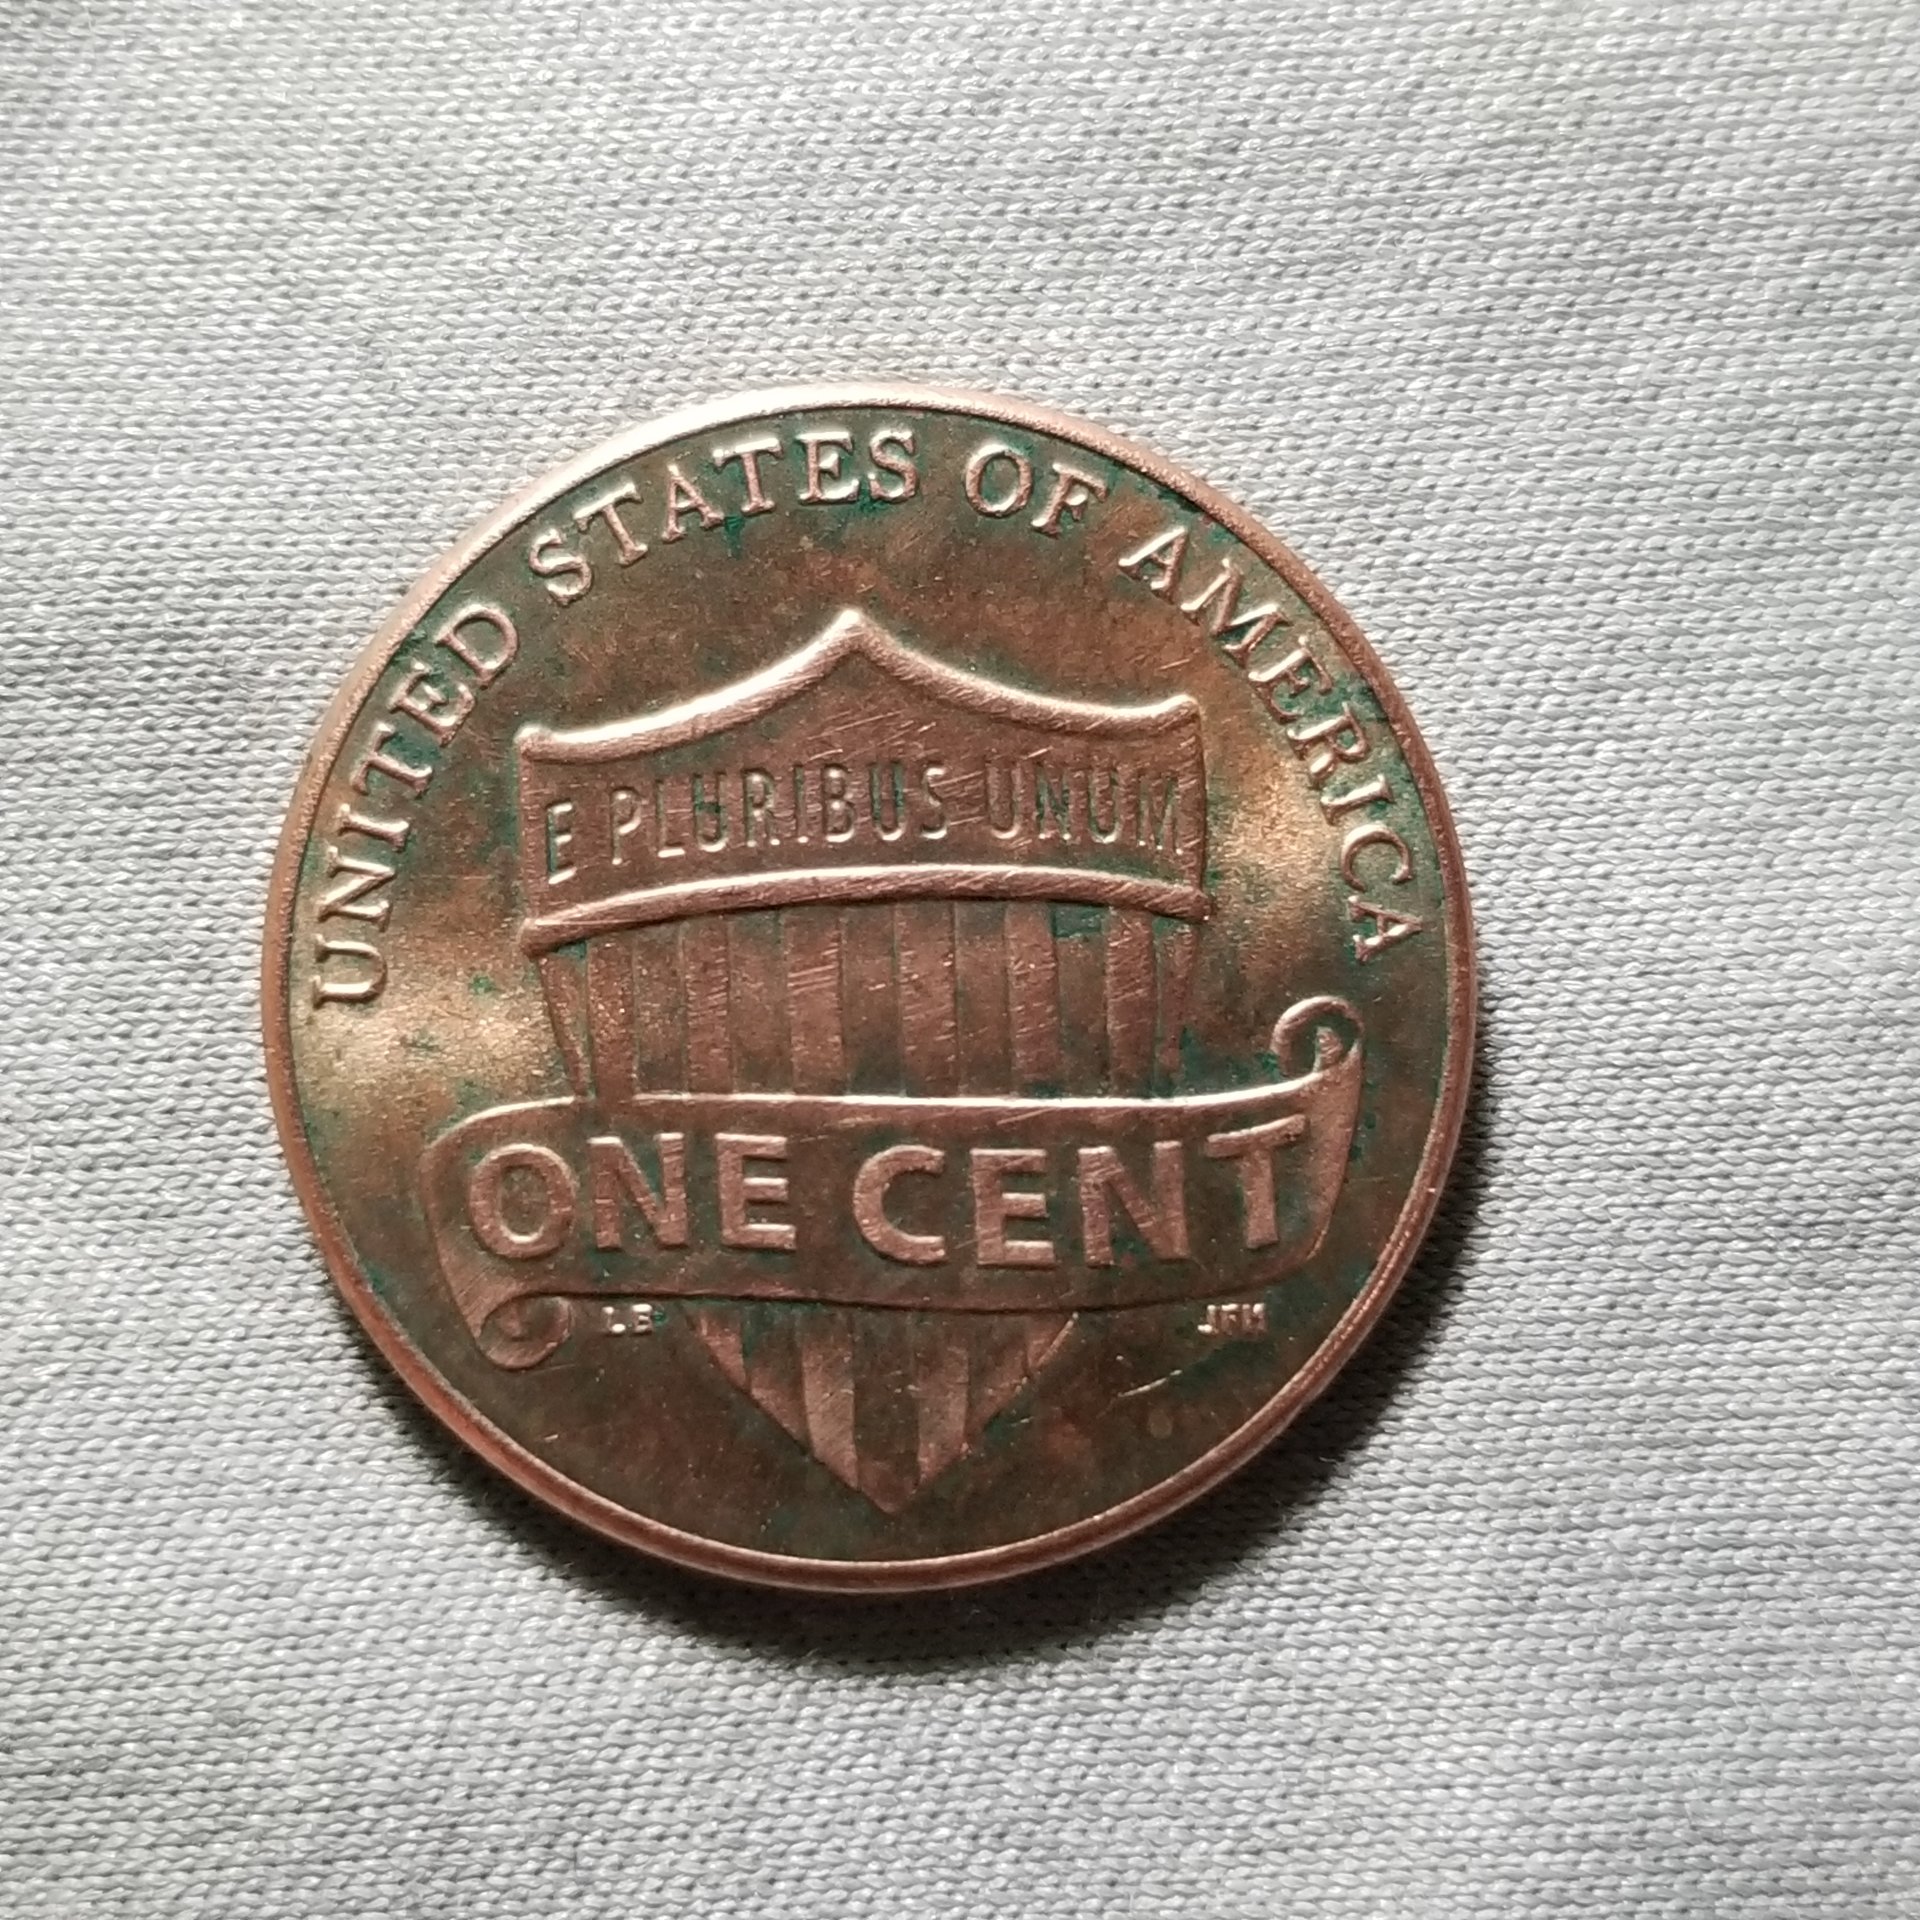 UNITED STATES OF AMERICA
E PLURIBUS UNUM
ONE CENT
LB JFM